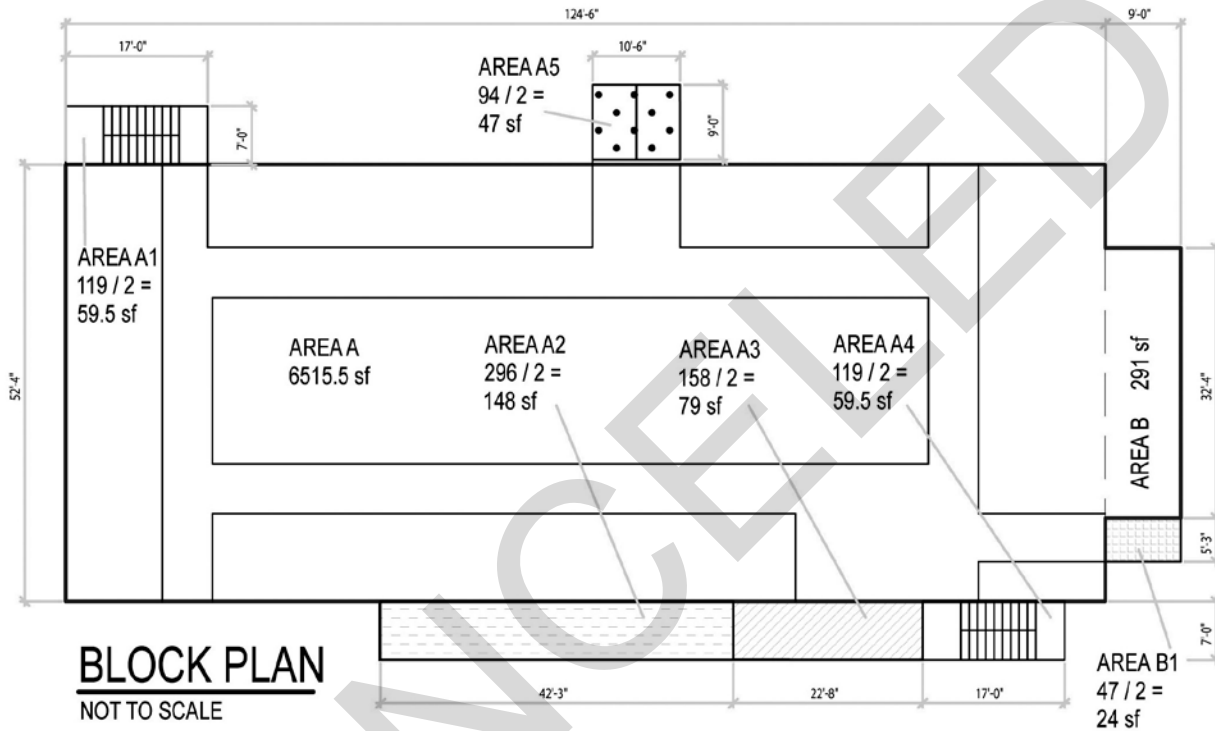 124'-6"
9'-0"
17'-0"
10'-6"
AREA A5
94 / 2 =
47 sf
7'-0"
9'-0"
AREA A1
119 / 2 =
59.5 sf
AREA A
6515.5 sf
AREA A2
296 / 2 =
148 sf
AREA A3
158 / 2 =
79 sf
AREA A4
119 / 2 =
59.5 sf
52'-4"
AREA B 291 sf
32'-4"
5'-3"
7'-0"
BLOCK PLAN
NOT TO SCALE
42'-3"
22'-8"
17'-0"
AREA B1
47 / 2 =
24 sf
NCELED